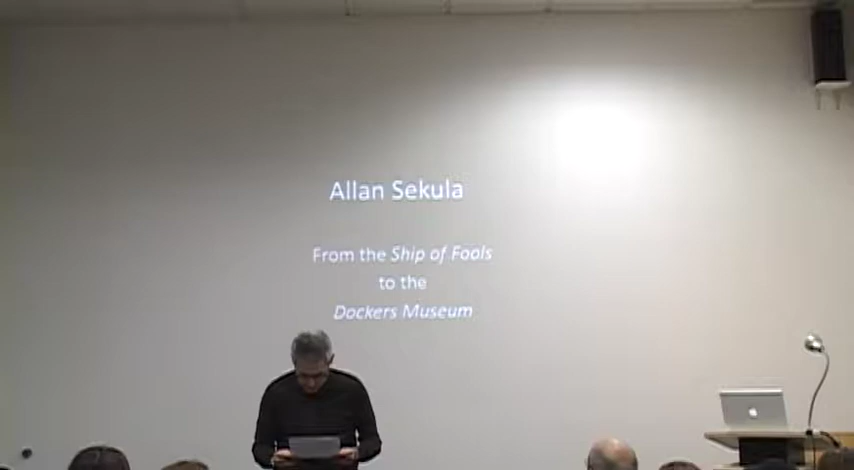 Allan Sekula
From the Ship of Fools
to the
Dockers Museum